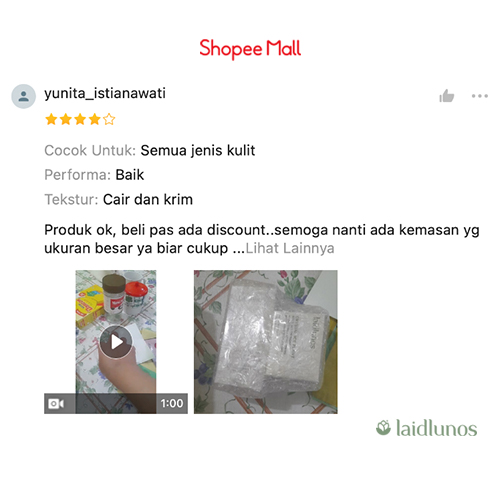 Shopee Mall
yunita_istianawati
Cocok Untuk: Semua jenis kulit
Performa: Baik
Tekstur: Cair dan krim
Produk ok, beli pas ada discount..semoga nanti ada kemasan yg
ukuran besar ya biar cukup ...Lihat Lainnya
1:00
laidlunos